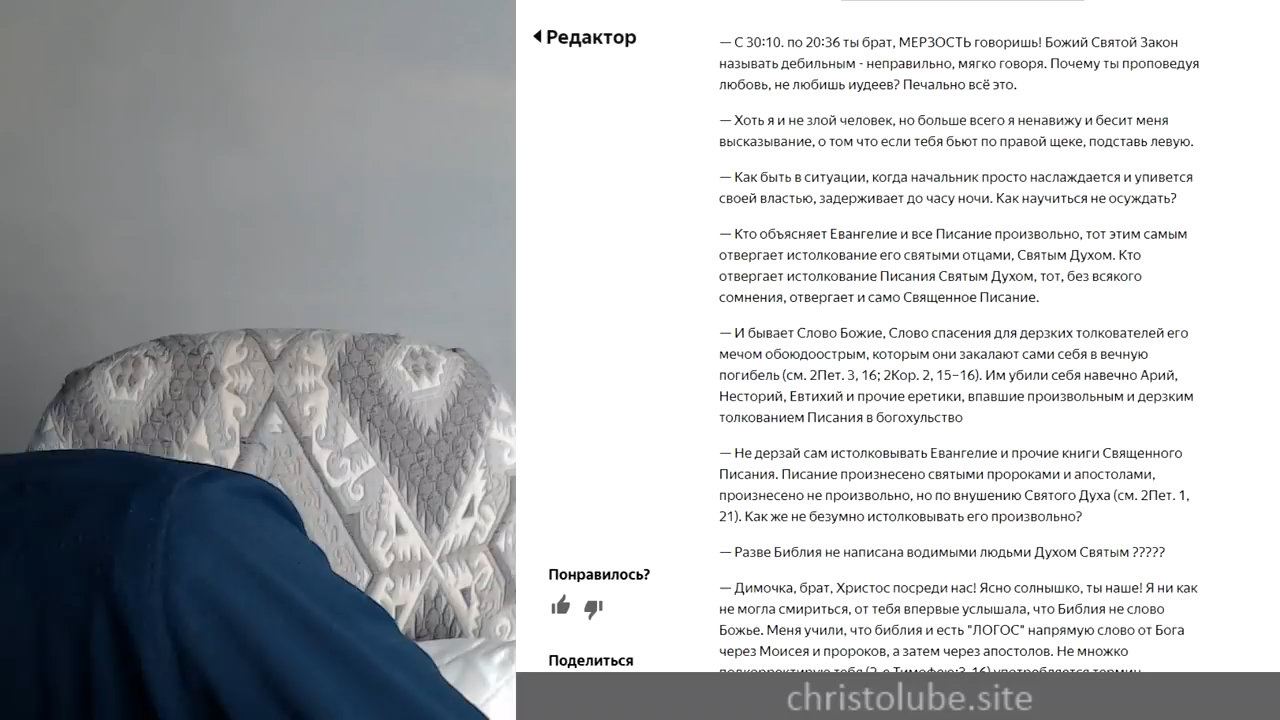 Редактор
— С 30:10. по 20:36 ты брат, МЕРЗОСТЬ говоришь! Божий Святой Закон
называть дебильным - неправильно, мягко говоря. Почему ты проповедуя
любовь, не любишь иудеев? Печально всё это.
— Хоть я и не злой человек, но больше всего я ненавижу и бесит меня
высказывание, о том что если тебя бьют по правой щеке, подставь левую.
— Как быть в ситуации, когда начальник просто наслаждается и упивется
своей властью, задерживает до часу ночи. Как научиться не осуждать?
— Кто объясняет Евангелие и все Писание произвольно, тот этим самым
отвергает истолкование его святыми отцами, Святым Духом. Кто
отвергает истолкование Писания Святым Духом, тот, без всякого
сомнения, отвергает и само Священное Писание.
— И бывает Слово Божие, Слово спасения для дерзких толкователей его
мечом обоюдоострым, которым они закалают сами себя в вечную
погибель (см. 2Пет. 3, 16; 2Кор. 2, 15–16). Им убили себя навечно Арий,
Несторий, Евтихий и прочие еретики, впавшие произвольным и дерзким
толкованием Писания в богохульство
— Не дерзай сам истолковывать Евангелие и прочие книги Священного
Писания. Писание произнесено святыми пророками и апостолами,
произнесено не произвольно, но по внушению Святого Духа (см. 2Пет. 1,
21). Как же не безумно истолковывать его произвольно?
— Разве Библия не написана водимыми людьми Духом Святым ?????
— Димочка, брат, Христос посреди нас! Ясно солнышко, ты наше! Я ни как
не могла смириться, от тебя впервые услышала, что Библия не слово
Божье. Меня учили, что библия и есть "ЛОГОС" напрямую слово от Бога
через Моисея и пророков, а затем через апостолов. Не множко
Понравилось?
Поделиться
christolube.site